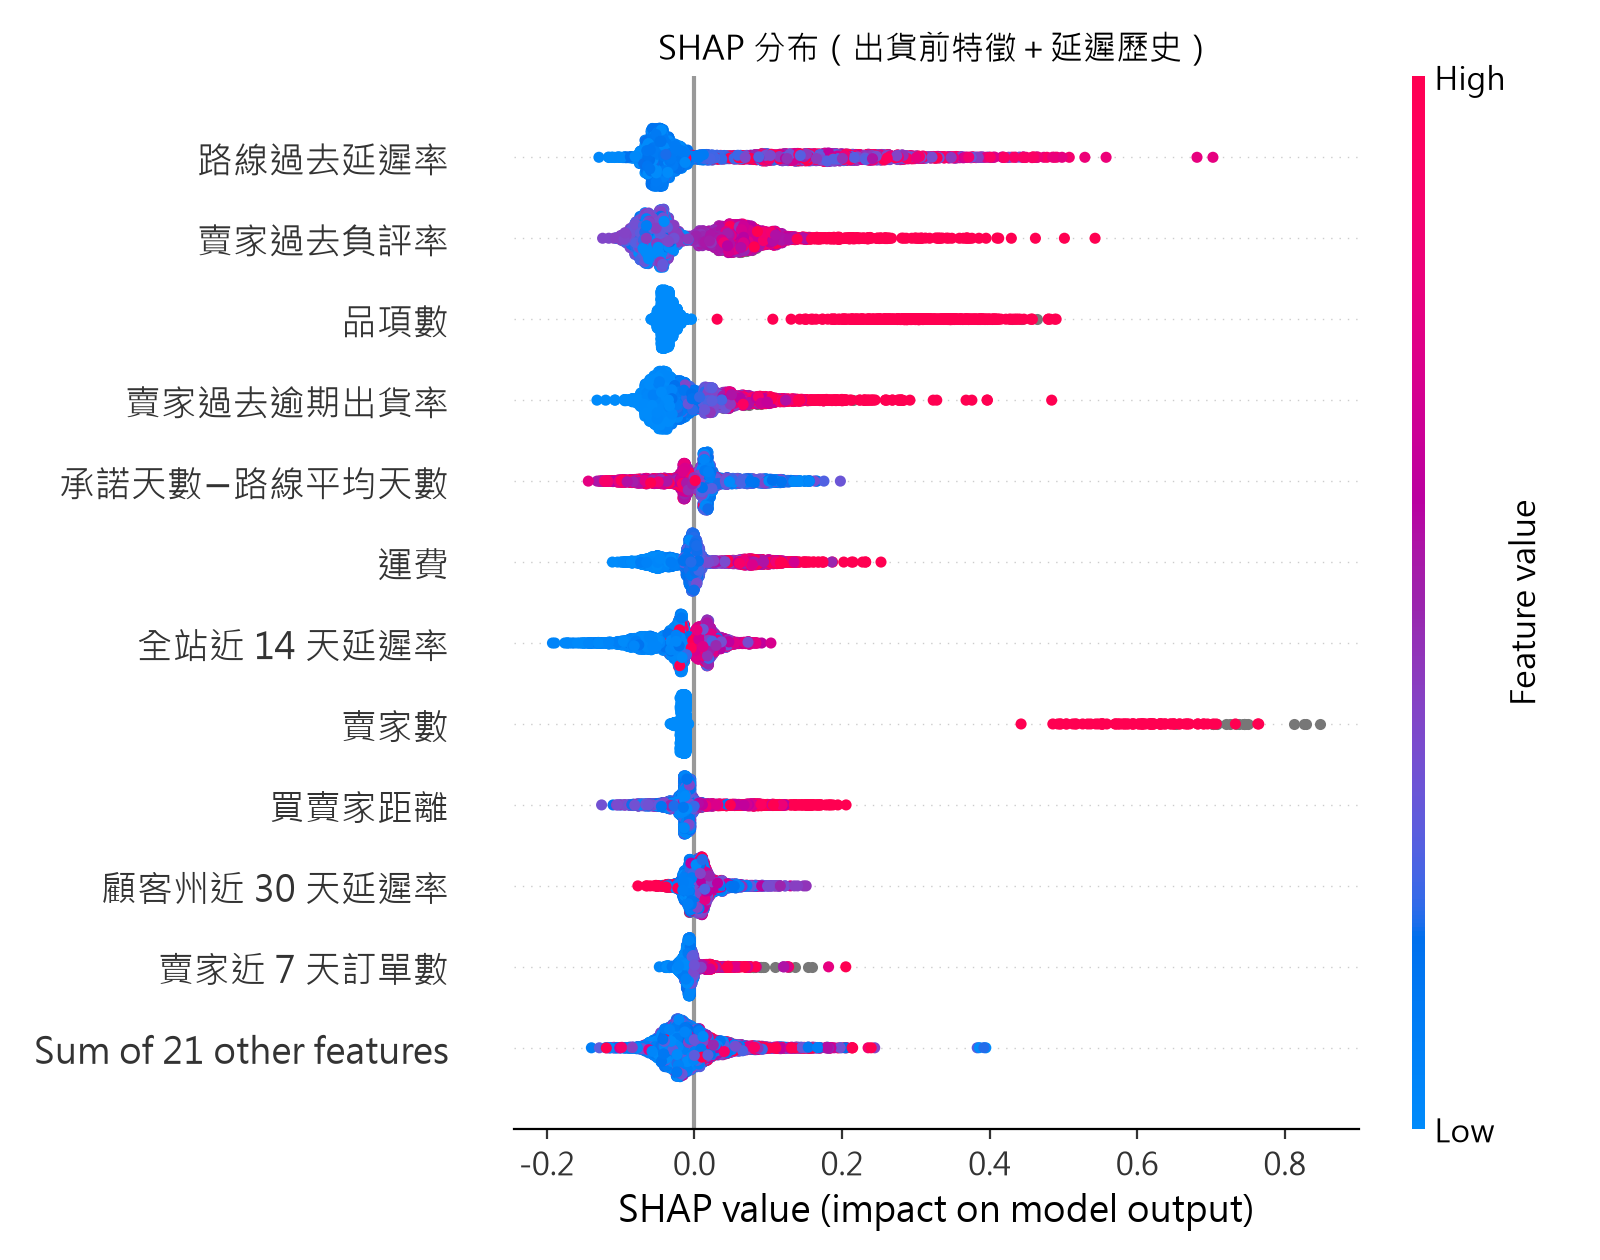 SHAP 分布（出貨前特徵＋延遲歷史）
High
路線過去延遲率
賣家過去負評率
品項數
賣家過去逾期出貨率
承諾天數−路線平均天數
運費
全站近 14 天延遲率
賣家數
買賣家距離
顧客州近 30 天延遲率
賣家近 7 天訂單數
Sum of 21 other features
Feature value
Low
-0.2 0.0 0.2 0.4 0.6 0.8
SHAP value (impact on model output)